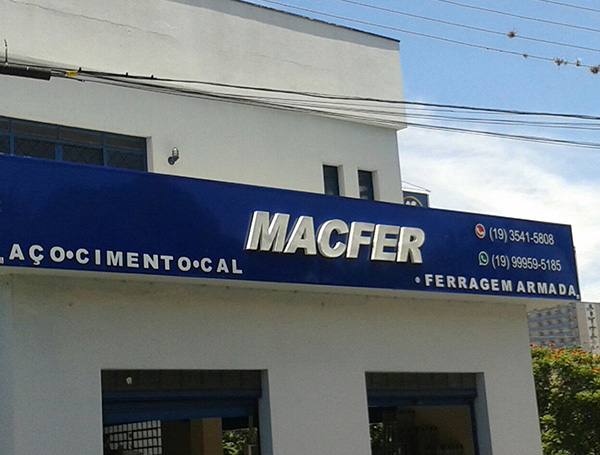 MACFER
(19) 3541-5808
(19) 99959-5185
AÇO•CIMENTO•CAL
• FERRAGEM ARMADA